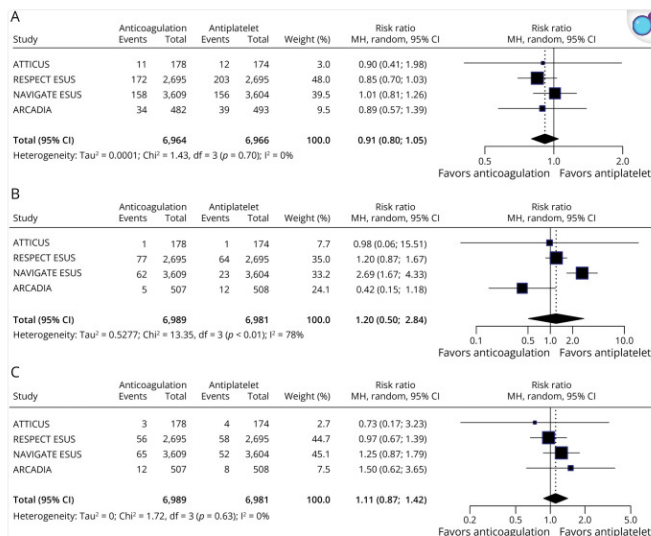 A
Anticoagulation Antiplatelet Risk ratio Risk ratio
Study Events Total Events Total Weight (%) MH, random, 95% CI MH, random, 95% CI
ATTICUS 11 178 12 174 3.0 0.90 (0.41; 1.98)
RESPECT ESUS 172 2,695 203 2,695 48.0 0.85 (0.70; 1.03)
NAVIGATE ESUS 158 3,609 156 3,604 39.5 1.01 (0.81; 1.26)
ARCADIA 34 482 39 493 9.5 0.89 (0.57; 1.39)
Total (95% CI) 6,964 6,966 100.0 0.91 (0.80; 1.05)
Heterogeneity: Tau² = 0.0001; Chi² = 1.43, df = 3 (p = 0.70); I² = 0%
0.5 1.0 2.0
Favors anticoagulation Favors antiplatelet
B
Anticoagulation Antiplatelet Risk ratio Risk ratio
Study Events Total Events Total Weight (%) MH, random, 95% CI MH, random, 95% CI
ATTICUS 1 178 1 174 7.7 0.98 (0.06; 15.51)
RESPECT ESUS 77 2,695 64 2,695 35.0 1.20 (0.87; 1.67)
NAVIGATE ESUS 62 3,609 23 3,604 33.2 2.69 (1.67; 4.33)
ARCADIA 5 507 12 508 24.1 0.42 (0.15; 1.18)
Total (95% CI) 6,989 6,981 100.0 1.20 (0.50; 2.84)
Heterogeneity: Tau² = 0.5277; Chi² = 13.35, df = 3 (p < 0.01); I² = 78%
0.1 0.5 1.0 2.0 10.0
Favors anticoagulation Favors antiplatelet
C
Anticoagulation Antiplatelet Risk ratio Risk ratio
Study Events Total Events Total Weight (%) MH, random, 95% CI MH, random, 95% CI
ATTICUS 3 178 4 174 2.7 0.73 (0.17; 3.23)
RESPECT ESUS 56 2,695 58 2,695 44.7 0.97 (0.67; 1.39)
NAVIGATE ESUS 65 3,609 52 3,604 45.1 1.25 (0.87; 1.79)
ARCADIA 12 507 8 508 7.5 1.50 (0.62; 3.65)
Total (95% CI) 6,989 6,981 100.0 1.11 (0.87; 1.42)
Heterogeneity: Tau² = 0; Chi² = 1.72, df = 3 (p = 0.63); I² = 0%
0.2 0.5 1.0 2.0 5.0
Favors anticoagulation Favors antiplatelet